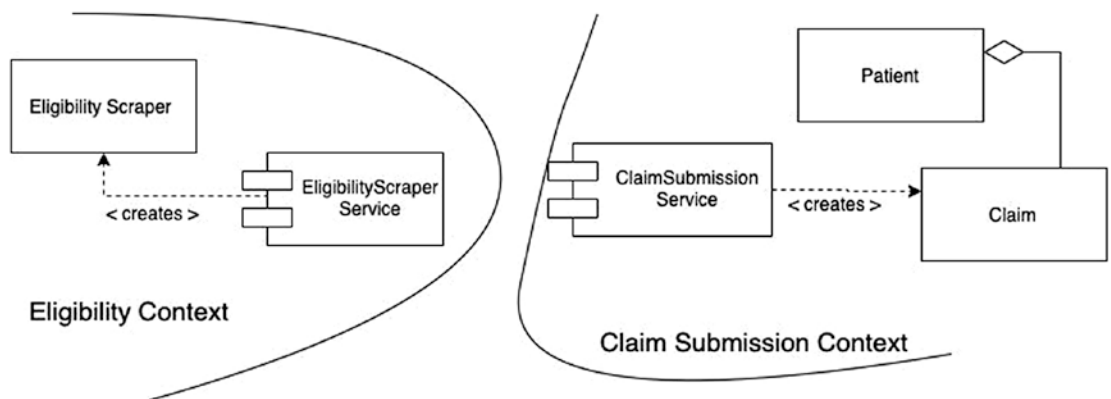 Eligibility Scraper
EligibilityScraper
Service
< creates >
Eligibility Context
Patient
ClaimSubmission
Service
< creates >
Claim
Claim Submission Context